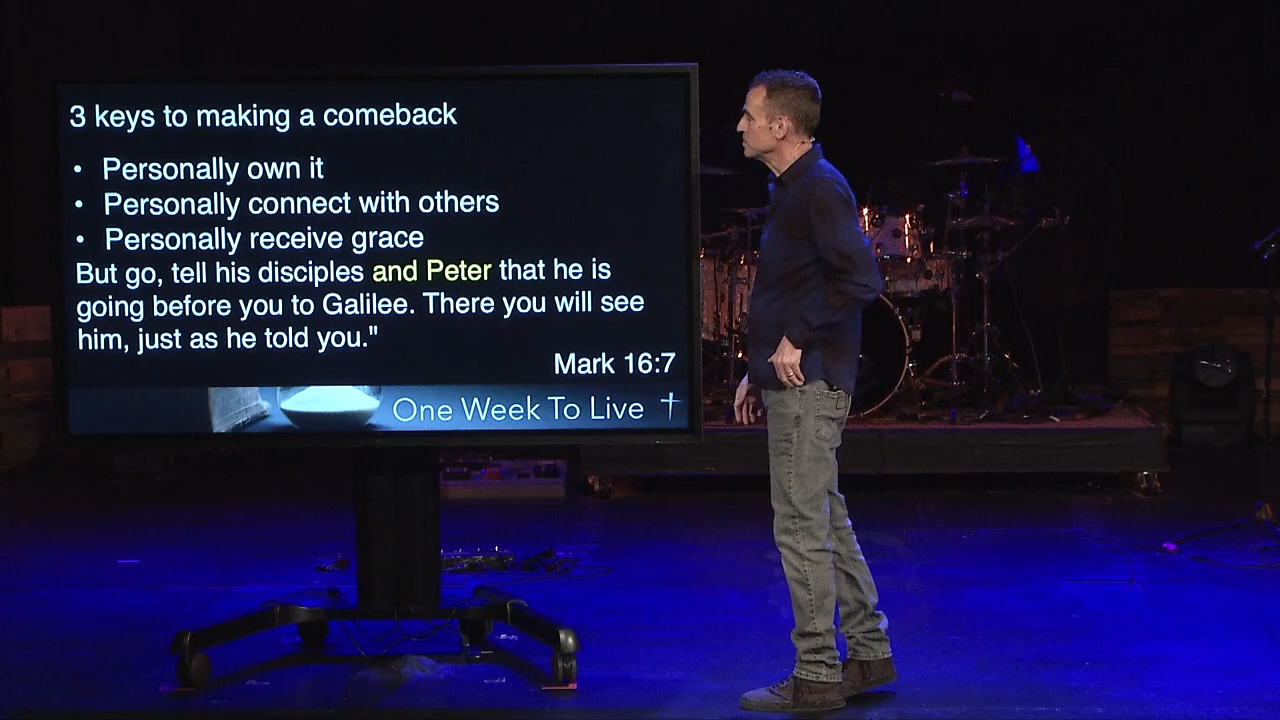 3 keys to making a comeback
• Personally own it
• Personally connect with others
• Personally receive grace
But go, tell his disciples and Peter that he is
going before you to Galilee. There you will see
him, just as he told you."
Mark 16:7
One Week To Live